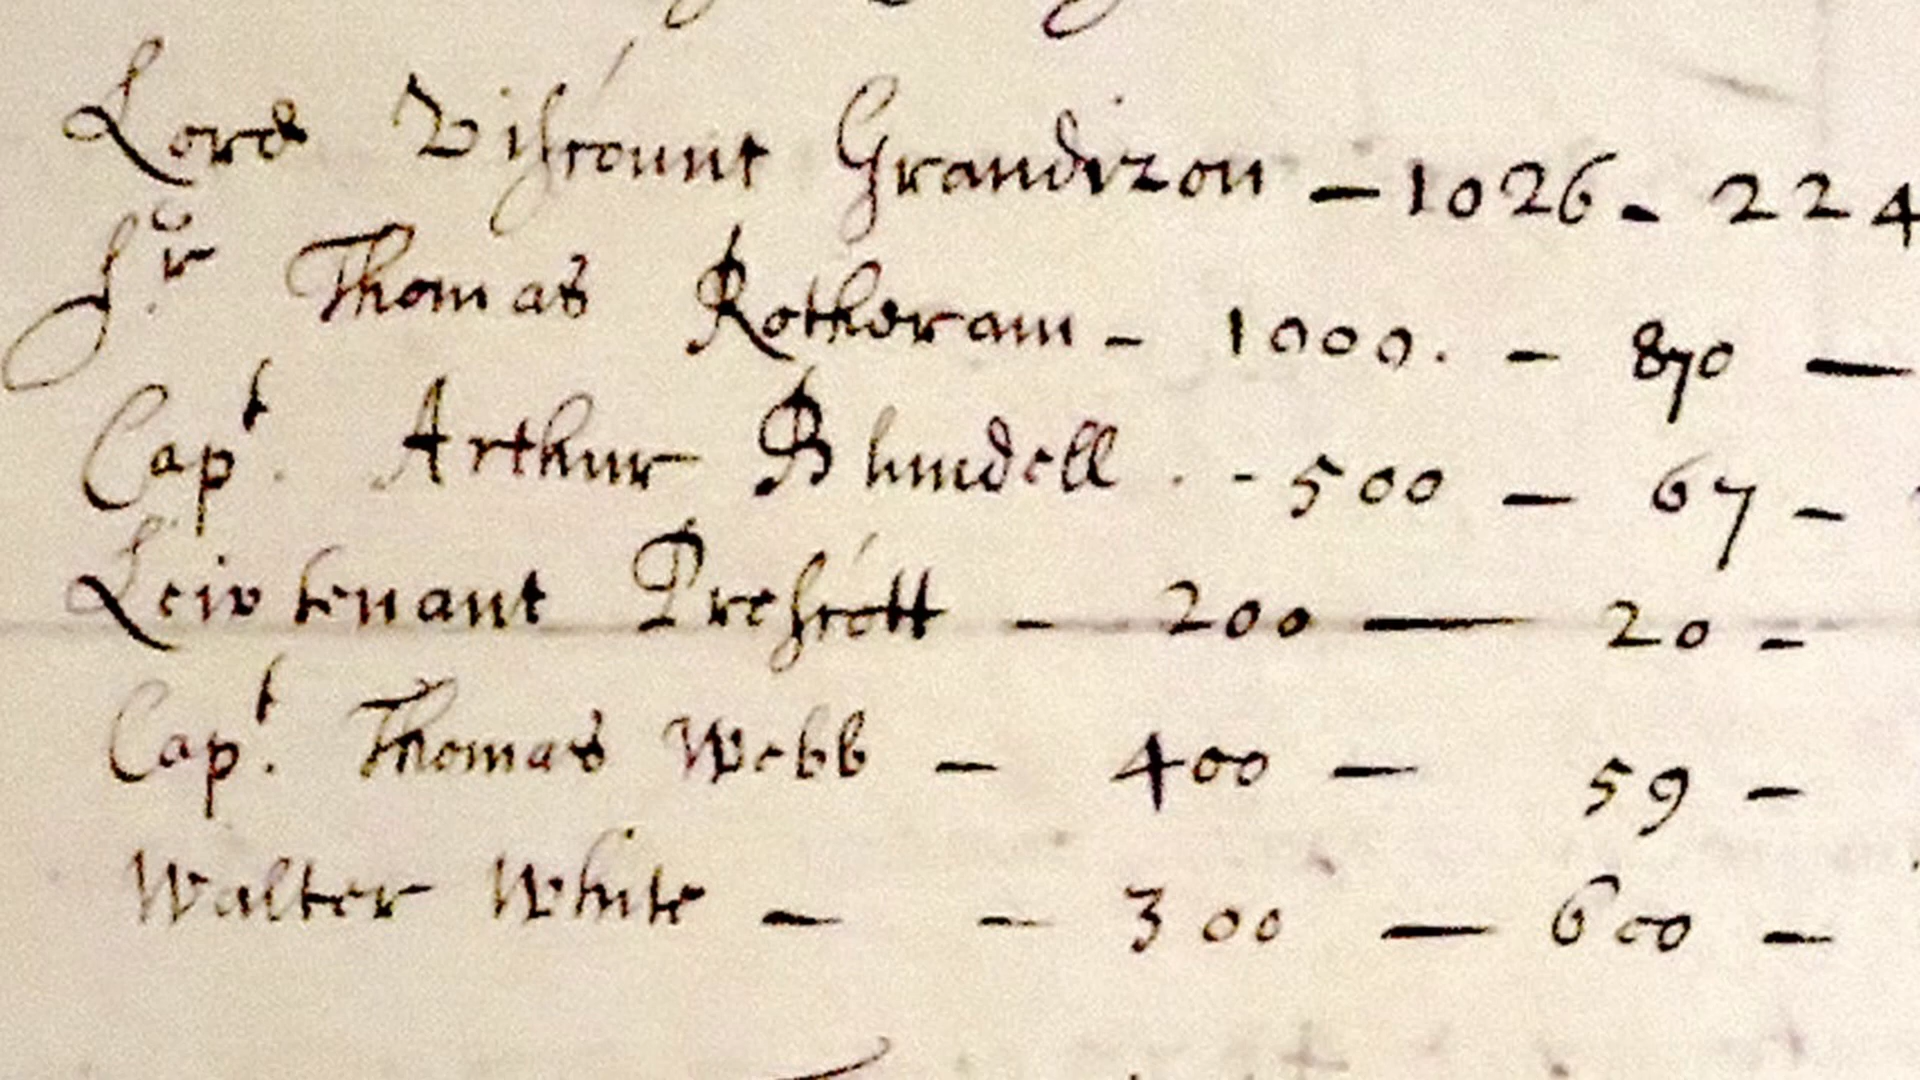 Lord Viscount Grandizon — 1026 - 224
Sr Thomas Rotheram - 1000. - 870 —
Capt. Arthur Blundell . - 500 — 67 -
Leivtenant Prescott - 200 — 20 -
Capt. Thomas Webb — 400 — 59 -
Walter White — — 300 — 600 -